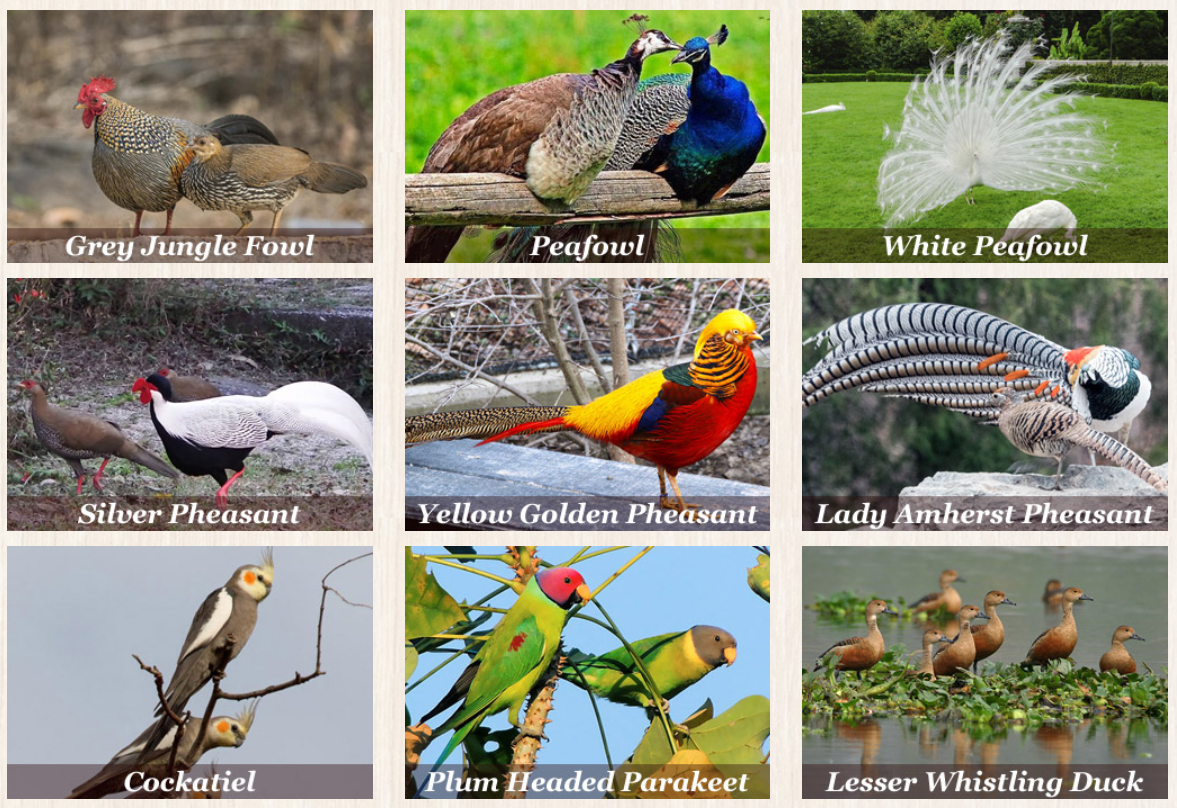 Grey Jungle Fowl
Peafowl
White Peafowl
Silver Pheasant
Yellow Golden Pheasant
Lady Amherst Pheasant
Cockatiel
Plum Headed Parakeet
Lesser Whistling Duck